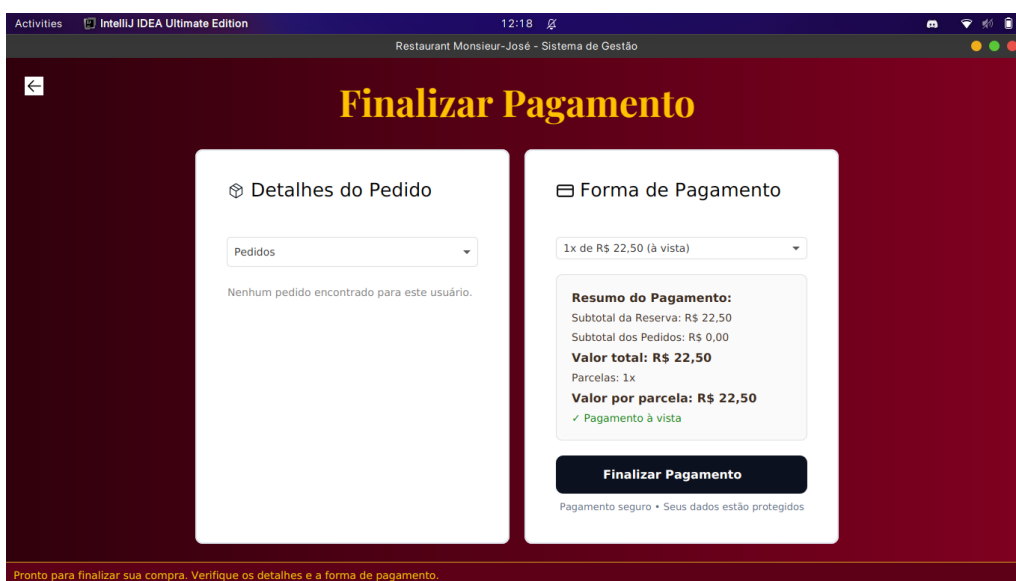 Activities IntelliJ IDEA Ultimate Edition 12:18
Restaurant Monsieur-José - Sistema de Gestão
Finalizar Pagamento
Detalhes do Pedido
Pedidos
Nenhum pedido encontrado para este usuário.
Forma de Pagamento
1x de R$ 22,50 (à vista)
Resumo do Pagamento:
Subtotal da Reserva: R$ 22,50
Subtotal dos Pedidos: R$ 0,00
Valor total: R$ 22,50
Parcelas: 1x
Valor por parcela: R$ 22,50
✓ Pagamento à vista
Finalizar Pagamento
Pagamento seguro • Seus dados estão protegidos
Pronto para finalizar sua compra. Verifique os detalhes e a forma de pagamento.